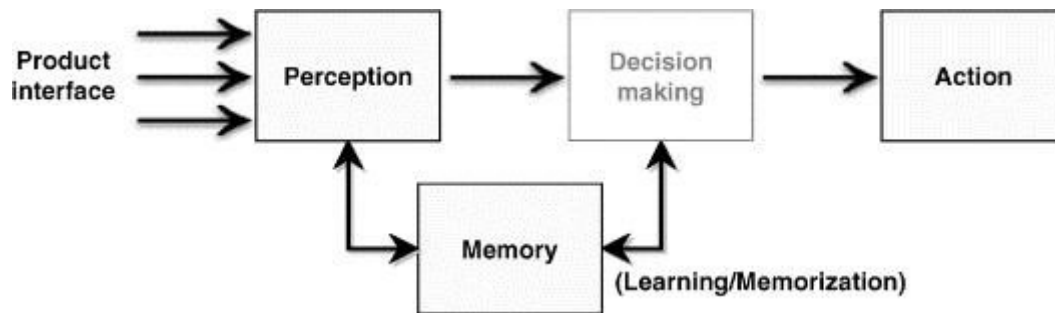 Product
interface
Perception
Decision
making
Action
Memory
(Learning/Memorization)